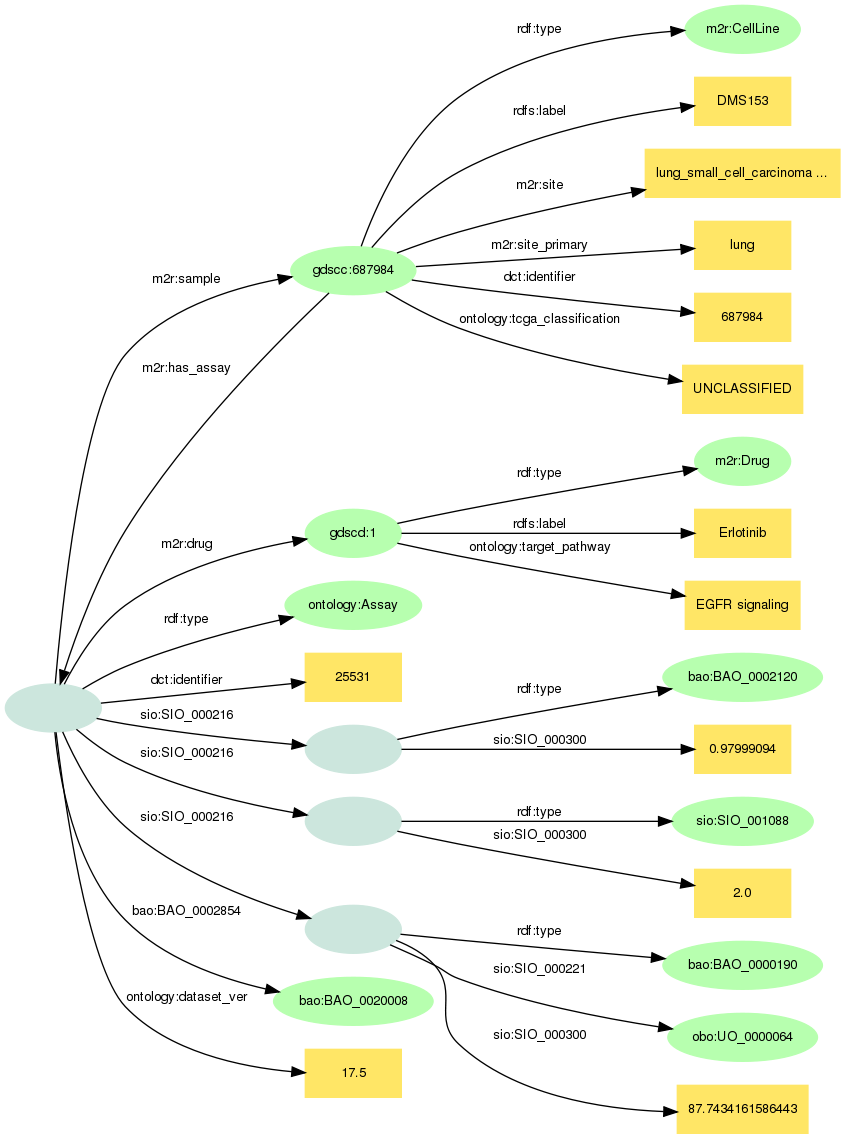 rdf:type
m2r:CellLine
rdfs:label
DMS153
m2r:site
lung_small_cell_carcinoma ...
m2r:site_primary
lung
m2r:sample
gdscc:687984
dct:identifier
687984
ontology:tcga_classification
m2r:has_assay
UNCLASSIFIED
rdf:type
m2r:Drug
m2r:drug
gdscd:1
rdfs:label
Erlotinib
ontology:target_pathway
EGFR signaling
rdf:type
ontology:Assay
dct:identifier
25531
rdf:type
bao:BAO_0002120
sio:SIO_000216
sio:SIO_000300
0.97999094
sio:SIO_000216
rdf:type
sio:SIO_001088
sio:SIO_000216
sio:SIO_000300
2.0
bao:BAO_0002854
rdf:type
bao:BAO_0000190
sio:SIO_000221
ontology:dataset_ver
bao:BAO_0020008
sio:SIO_000300
obo:UO_0000064
17.5
87.7434161586443